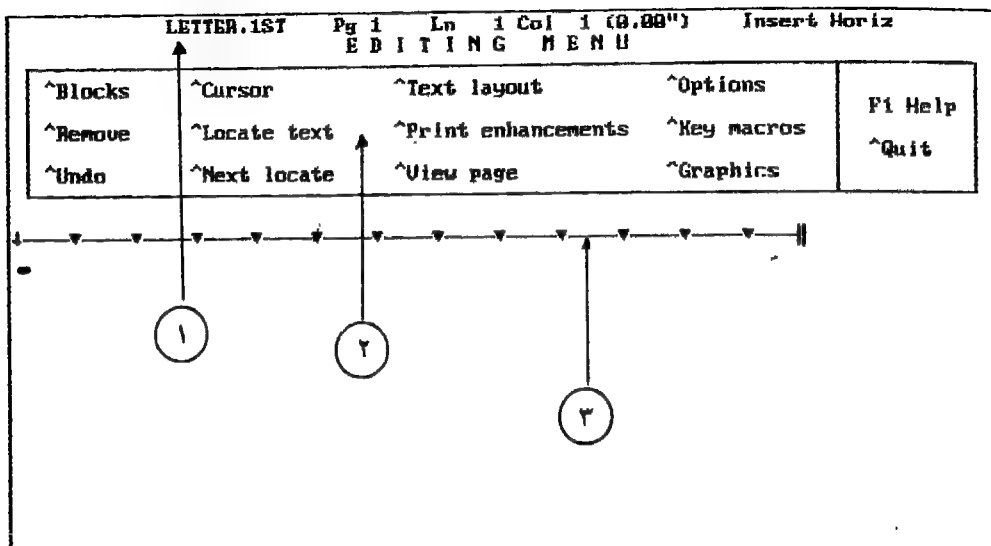 LETTER.1ST Pg 1 Ln 1 Col 1 (0.00") Insert Horiz
E D I T I N G M E N U
^Blocks ^Cursor ^Text layout ^Options F1 Help
^Remove ^Locate text ^Print enhancements ^Key macros ^Quit
^Undo ^Next locate ^View page ^Graphics
١
٢
٣